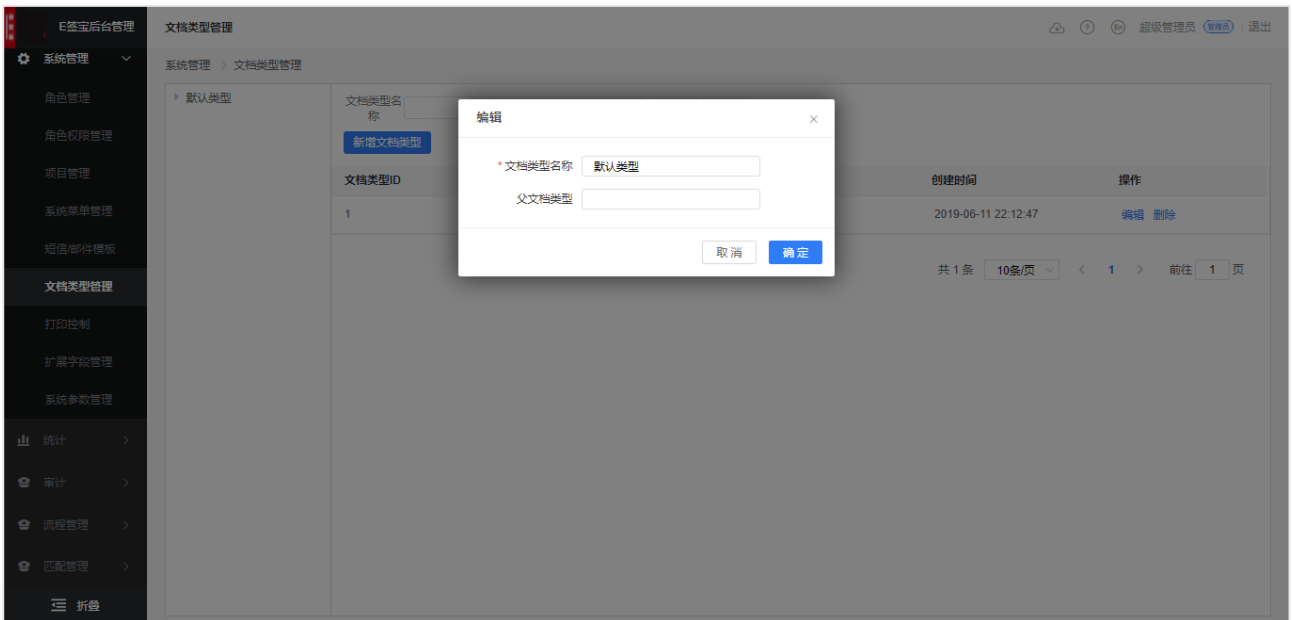 E签宝后台管理
文档类型管理
En
超级管理员
管理员
退出
系统管理
系统管理 > 文档类型管理
角色管理
角色权限管理
项目管理
系统菜单管理
短信/邮件模板
文档类型管理
打印控制
扩展字段管理
系统参数管理
统计
审计
流程管理
匹配管理
折叠
默认类型
文档类型名
称
新增文档类型
文档类型ID
创建时间
操作
1
2019-06-11 22:12:47
编辑 删除
共 1 条
10条/页
1
前往 1 页
编辑
*文档类型名称 默认类型
父文档类型
取消
确定